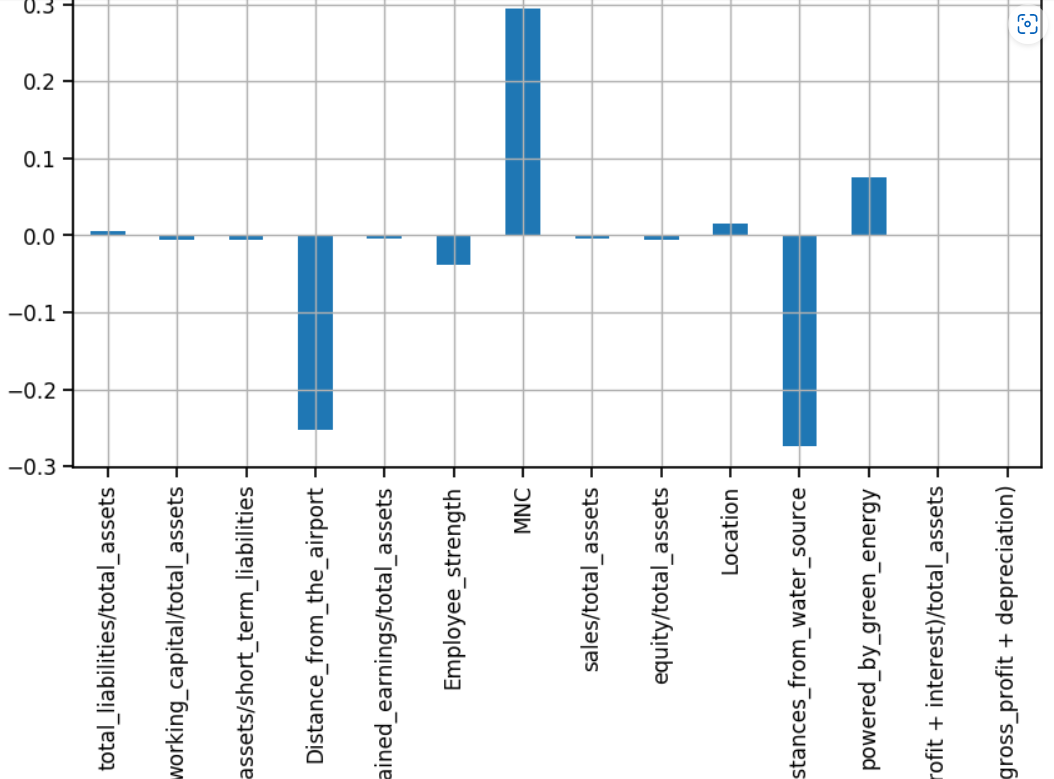 0.3
0.2
0.1
0.0
−0.1
−0.2
−0.3
total_liabilities/total_assets
working_capital/total_assets
assets/short_term_liabilities
Distance_from_the_airport
ained_earnings/total_assets
Employee_strength
MNC
sales/total_assets
equity/total_assets
Location
stances_from_water_source
powered_by_green_energy
rofit + interest)/total_assets
gross_profit + depreciation)